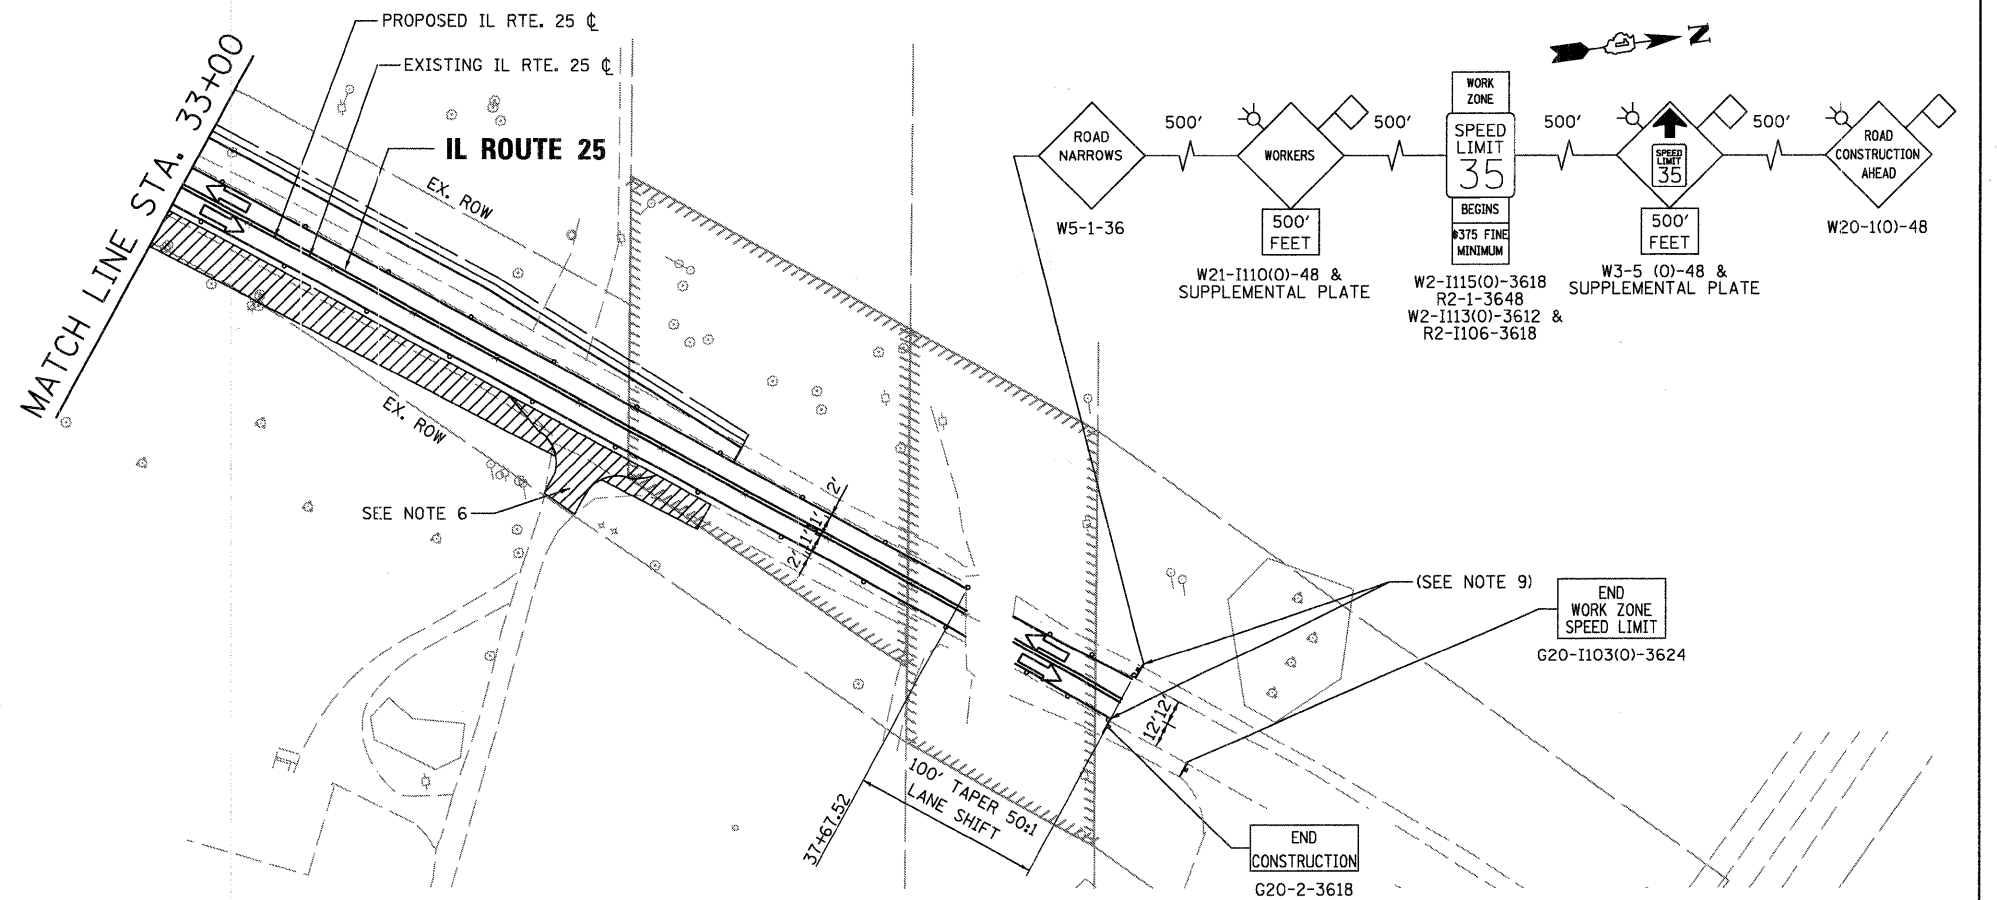 PROPOSED IL RTE. 25 ℄
EXISTING IL RTE. 25 ℄
IL ROUTE 25
MATCH LINE STA. 33+00
EX. ROW
EX. ROW
SEE NOTE 6
2'
11'
11'
2'
37+67.52
100' TAPER 50:1
LANE SHIFT
12'
12'
(SEE NOTE 9)
END
WORK ZONE
SPEED LIMIT
G20-I103(O)-3624
END
CONSTRUCTION
G20-2-3618
N
ROAD
NARROWS
W5-1-36
500'
WORKERS
500'
FEET
W21-I110(O)-48 &
SUPPLEMENTAL PLATE
500'
WORK
ZONE
SPEED
LIMIT
35
BEGINS
$375 FINE
MINIMUM
W2-I115(O)-3618
R2-1-3648
W2-I113(O)-3612 &
R2-I106-3618
500'
SPEED
LIMIT
35
500'
FEET
W3-5 (O)-48 &
SUPPLEMENTAL PLATE
500'
ROAD
CONSTRUCTION
AHEAD
W20-1(O)-48